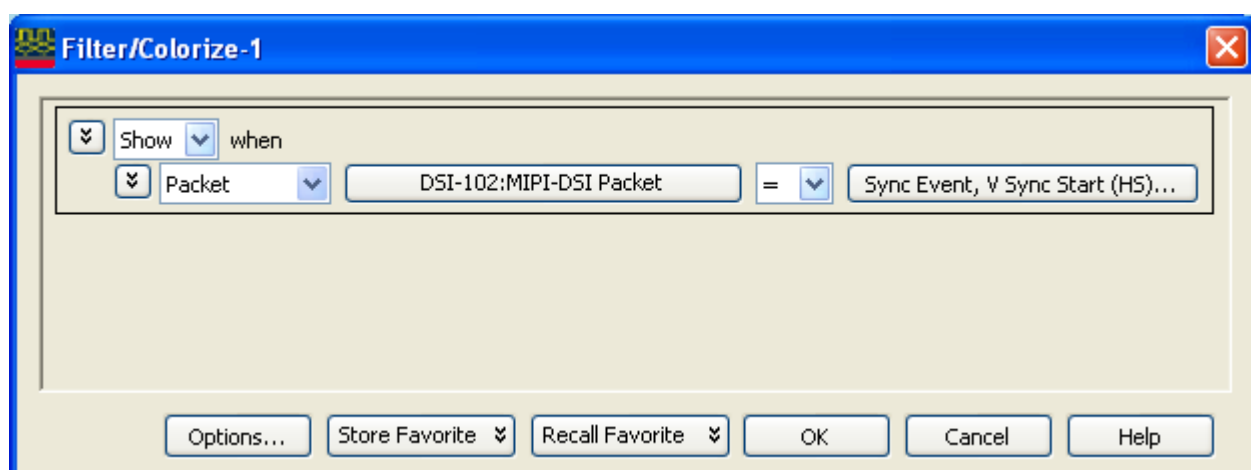 Filter/Colorize-1
Show when
Packet DSI-102:MIPI-DSI Packet = Sync Event, V Sync Start (HS)...
Options... Store Favorite Recall Favorite OK Cancel Help